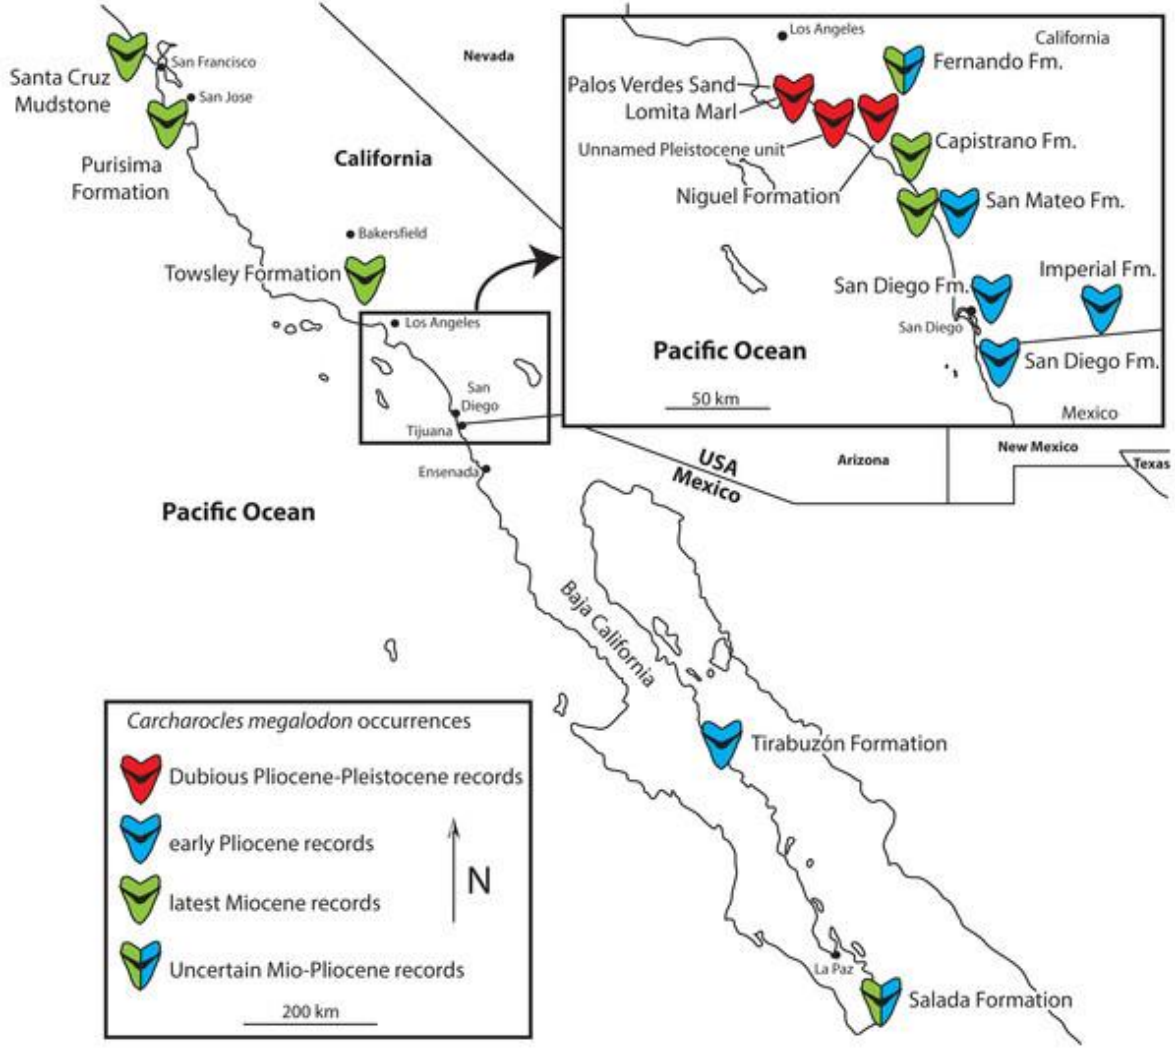 Santa Cruz
Mudstone
San Francisco
San Jose
Purisima
Formation
Nevada
California
Bakersfield
Towsley Formation
Los Angeles
San
Diego
Tijuana
Ensenada
Pacific Ocean
Los Angeles
California
Fernando Fm.
Palos Verdes Sand
Lomita Marl
Unnamed Pleistocene unit
Capistrano Fm.
Niguel Formation
San Mateo Fm.
San Diego Fm.
Imperial Fm.
San Diego
Pacific Ocean
San Diego Fm.
50 km
Mexico
USA
Mexico
Arizona
New Mexico
Texas
Baja California
Tirabuzón Formation
La Paz
Salada Formation
Carcharocles megalodon occurrences
Dubious Pliocene-Pleistocene records
early Pliocene records
latest Miocene records
Uncertain Mio-Pliocene records
N
200 km